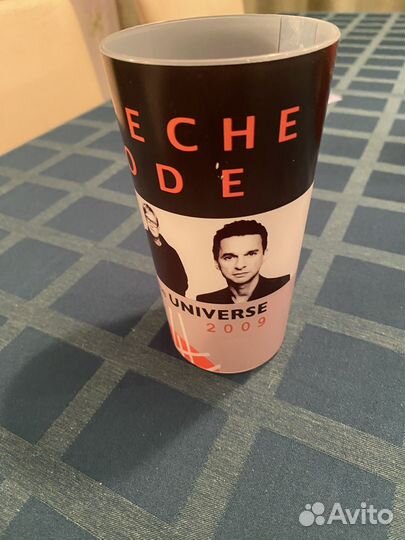 ECHE
ODE
UNIVERSE
2009
Avito